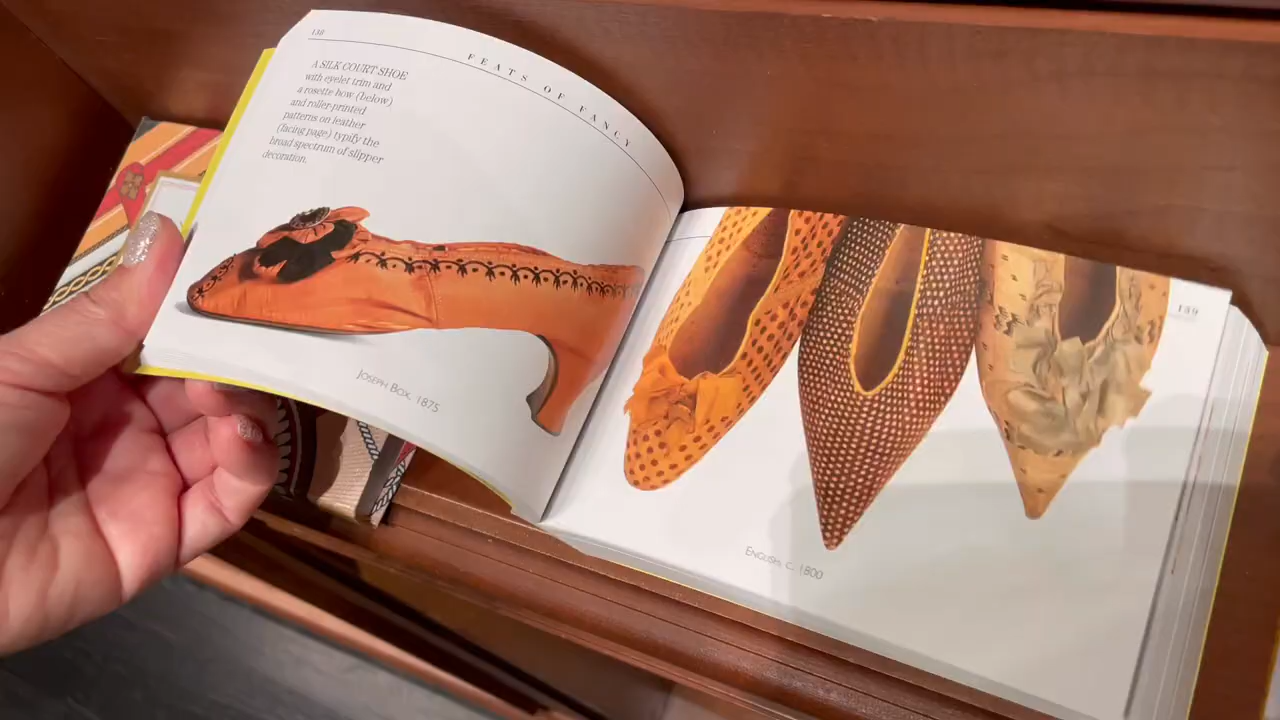 138
FEATS OF FANCY
A SILK COURT SHOE
with eyelet trim and
a rosette bow (below)
and roller-printed
patterns on leather
(facing page) typify the
broad spectrum of slipper
decoration.
JOSEPH BOX, 1875
139
ENGLISH, C. 1800